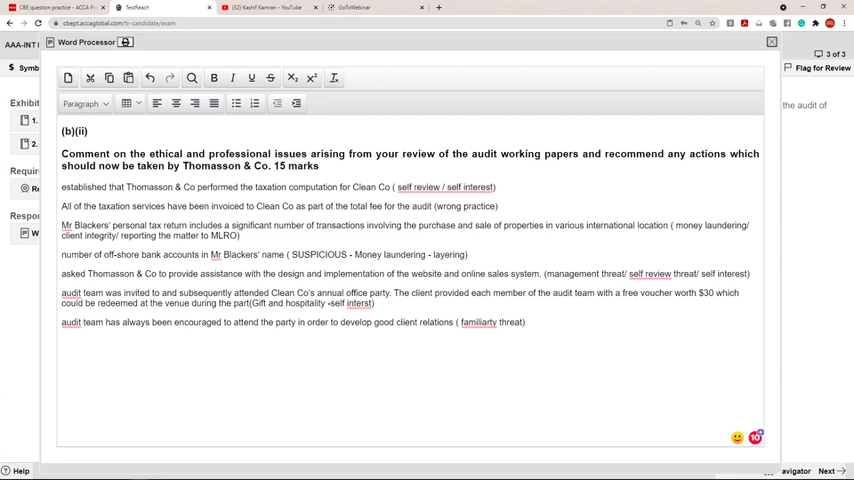 CBE question practice - ACCA P
TestReach
(32) Kashif Kamran - YouTube
GoToWebinar
cbept.accaglobal.com/tr-candidate/exam
AAA-INT
Word Processor
3 of 3
Symb
Flag for Review
Paragraph
Exhibit
1.
2.
the audit of
Requir
Re
Respor
W
(b)(ii)
Comment on the ethical and professional issues arising from your review of the audit working papers and recommend any actions which
should now be taken by Thomasson & Co. 15 marks
established that Thomasson & Co performed the taxation computation for Clean Co ( self review / self interest)
All of the taxation services have been invoiced to Clean Co as part of the total fee for the audit (wrong practice)
Mr Blackers' personal tax return includes a significant number of transactions involving the purchase and sale of properties in various international location ( money laundering/
client integrity/ reporting the matter to MLRO)
number of off-shore bank accounts in Mr Blackers' name ( SUSPICIOUS - Money laundering - layering)
asked Thomasson & Co to provide assistance with the design and implementation of the website and online sales system. (management threat/ self review threat/ self interest)
audit team was invited to and subsequently attended Clean Co's annual office party. The client provided each member of the audit team with a free voucher worth $30 which
could be redeemed at the venue during the part(Gift and hospitality -self interst)
audit team has always been encouraged to attend the party in order to develop good client relations ( familiarty threat)
Help
avigator
Next